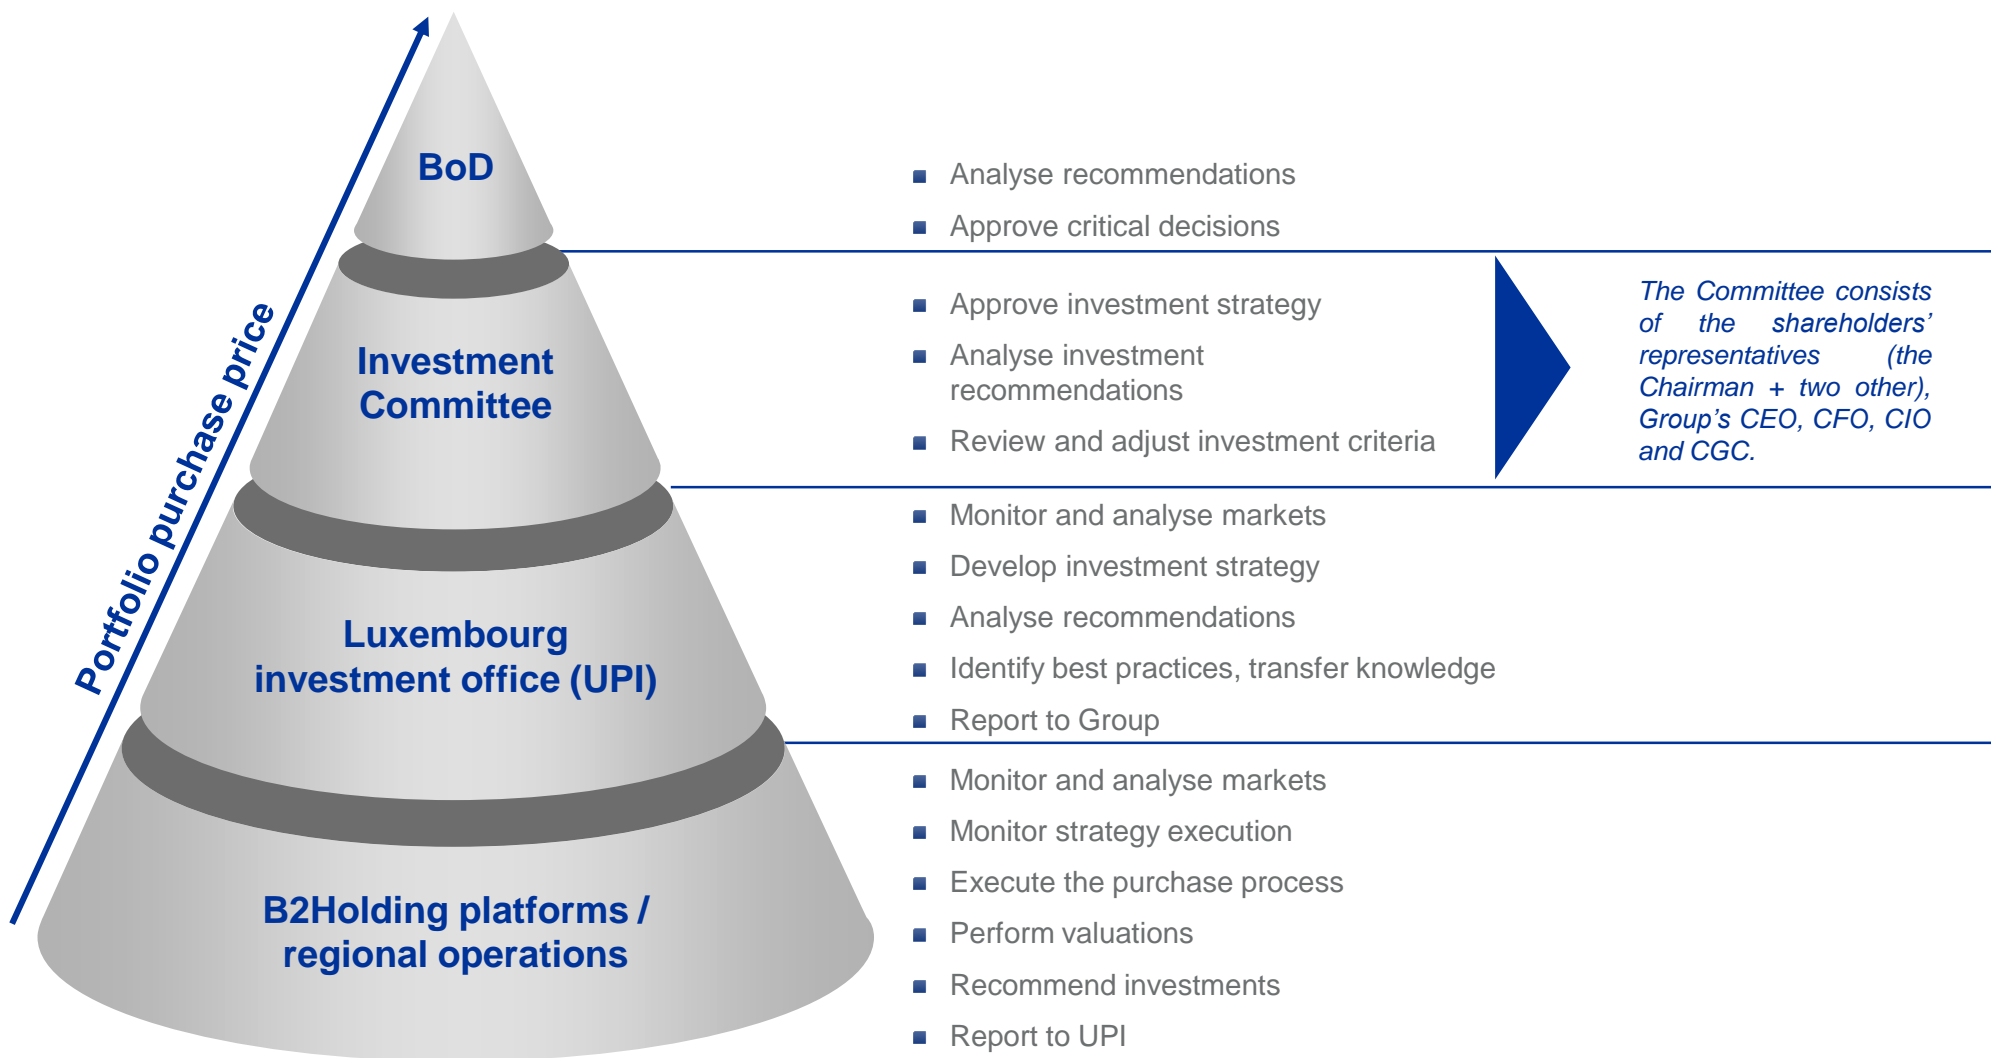 Portfolio purchase price
BoD
Analyse recommendations
Approve critical decisions
Investment
Committee
Approve investment strategy
Analyse investment
recommendations
Review and adjust investment criteria
The Committee consists
of the shareholders’
representatives (the
Chairman + two other),
Group’s CEO, CFO, CIO
and CGC.
Luxembourg
investment office (UPI)
Monitor and analyse markets
Develop investment strategy
Analyse recommendations
Identify best practices, transfer knowledge
Report to Group
B2Holding platforms /
regional operations
Monitor and analyse markets
Monitor strategy execution
Execute the purchase process
Perform valuations
Recommend investments
Report to UPI